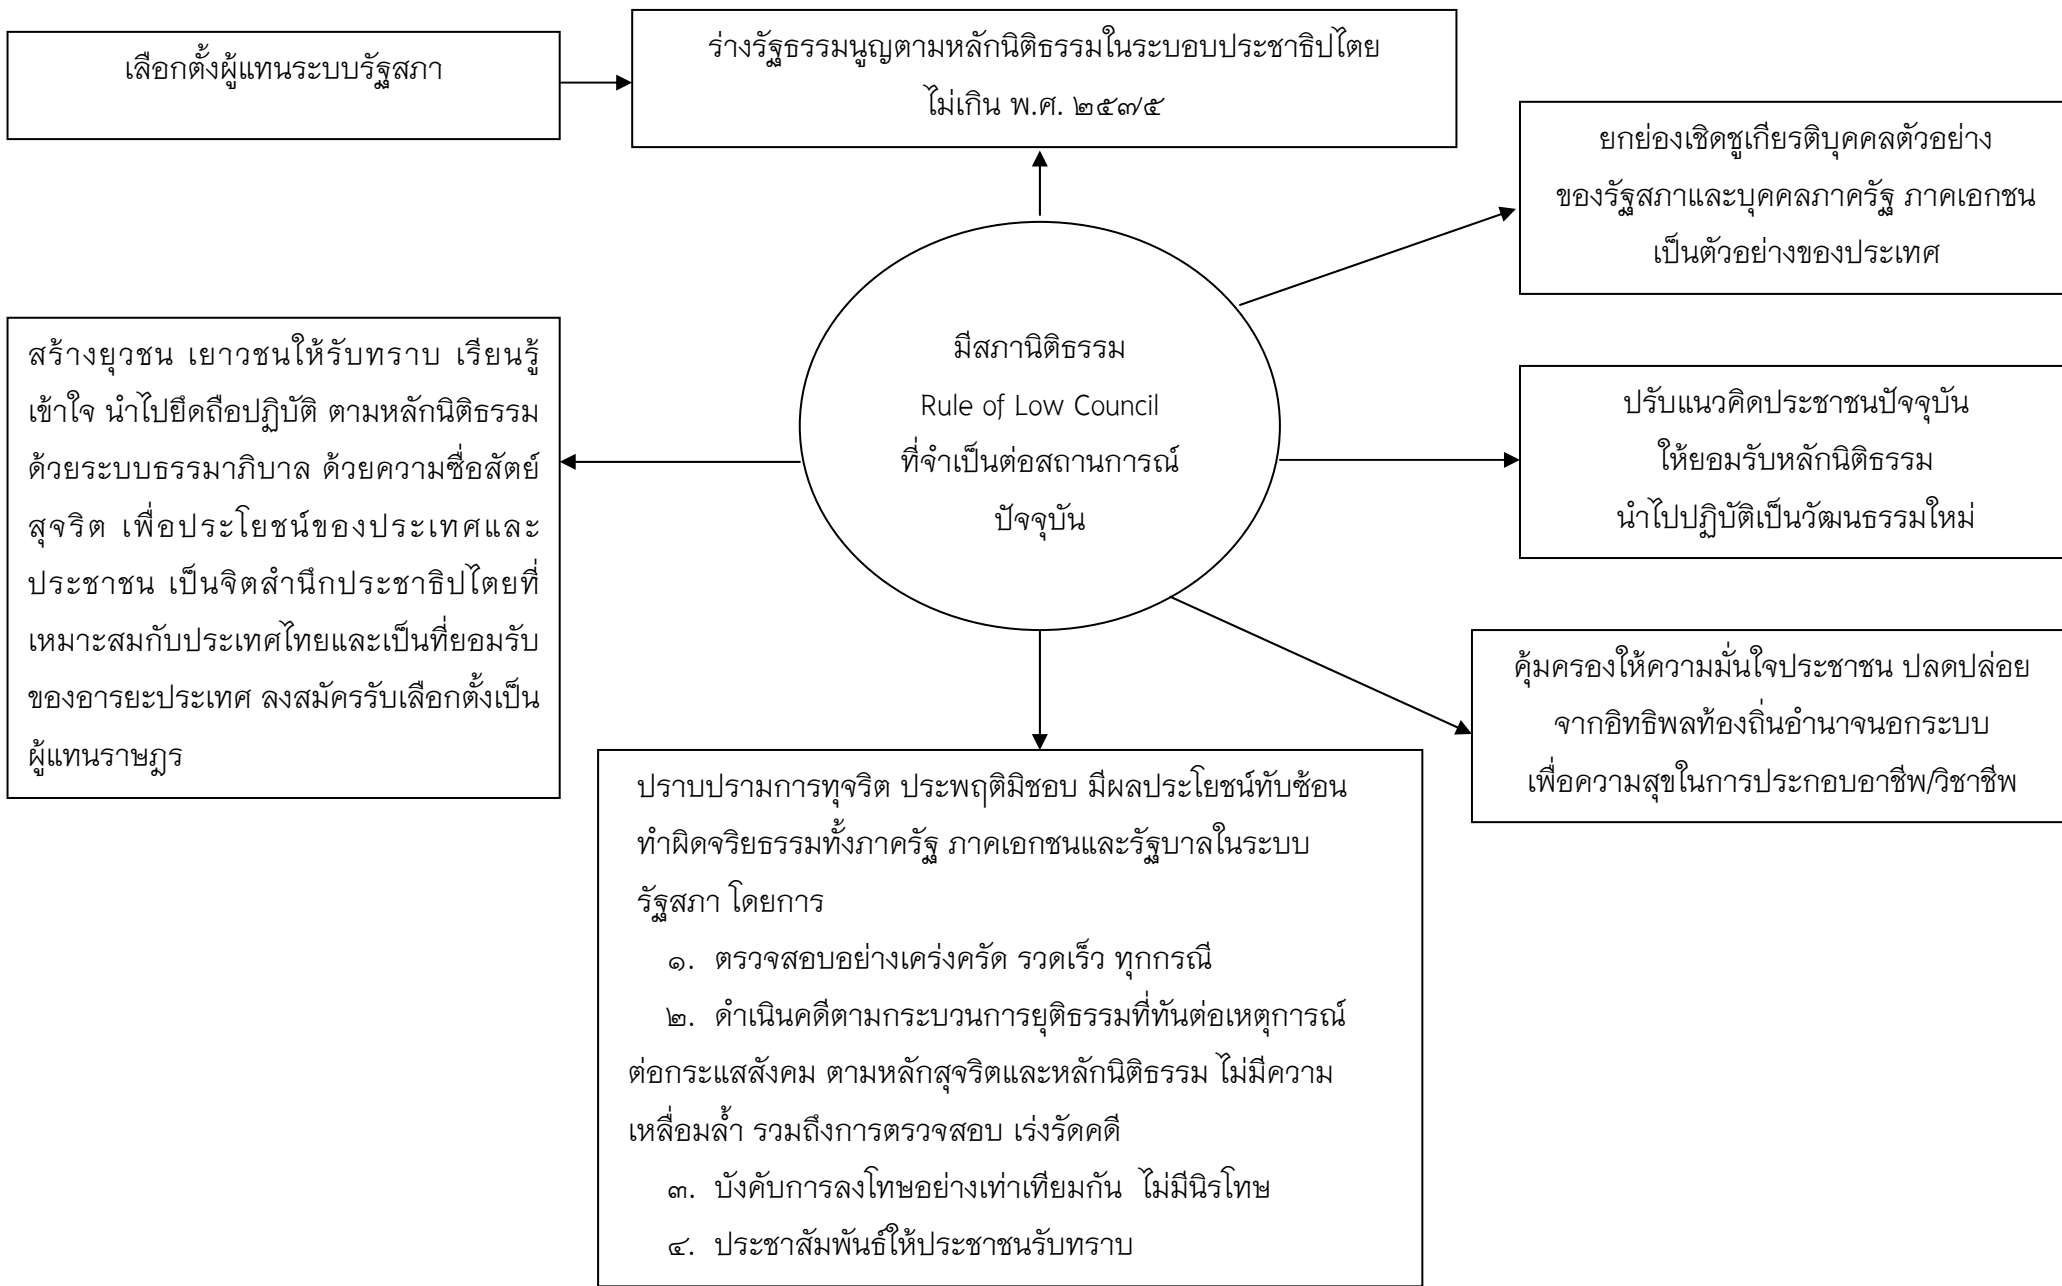 เลือกตั้งผู้แทนระบบรัฐสภา
ร่างรัฐธรรมนูญตามหลักนิติธรรมในระบอบประชาธิปไตย
ไม่เกิน พ.ศ. ๒๕๗๕
ยกย่องเชิดชูเกียรติบุคคลตัวอย่าง
ของรัฐสภาและบุคคลภาครัฐ ภาคเอกชน
เป็นตัวอย่างของประเทศ
มีสภานิติธรรม
Rule of Low Council
ที่จำเป็นต่อสถานการณ์
ปัจจุบัน
สร้างยุวชน เยาวชนให้รับทราบ เรียนรู้
เข้าใจ นำไปยึดถือปฏิบัติ ตามหลักนิติธรรม
ด้วยระบบธรรมาภิบาล ด้วยความซื่อสัตย์
สุจริต เพื่อประโยชน์ของประเทศและ
ประชาชน เป็นจิตสำนึกประชาธิปไตยที่
เหมาะสมกับประเทศไทยและเป็นที่ยอมรับ
ของอารยะประเทศ ลงสมัครรับเลือกตั้งเป็น
ผู้แทนราษฎร
ปรับแนวคิดประชาชนปัจจุบัน
ให้ยอมรับหลักนิติธรรม
นำไปปฏิบัติเป็นวัฒนธรรมใหม่
คุ้มครองให้ความมั่นใจประชาชน ปลดปล่อย
จากอิทธิพลท้องถิ่นอำนาจนอกระบบ
เพื่อความสุขในการประกอบอาชีพ/วิชาชีพ
ปราบปรามการทุจริต ประพฤติมิชอบ มีผลประโยชน์ทับซ้อน
ทำผิดจริยธรรมทั้งภาครัฐ ภาคเอกชนและรัฐบาลในระบบ
รัฐสภา โดยการ
๑. ตรวจสอบอย่างเคร่งครัด รวดเร็ว ทุกกรณี
๒. ดำเนินคดีตามกระบวนการยุติธรรมที่ทันต่อเหตุการณ์
ต่อกระแสสังคม ตามหลักสุจริตและหลักนิติธรรม ไม่มีความ
เหลื่อมล้ำ รวมถึงการตรวจสอบ เร่งรัดคดี
๓. บังคับการลงโทษอย่างเท่าเทียมกัน ไม่มีนิรโทษ
๔. ประชาสัมพันธ์ให้ประชาชนรับทราบ